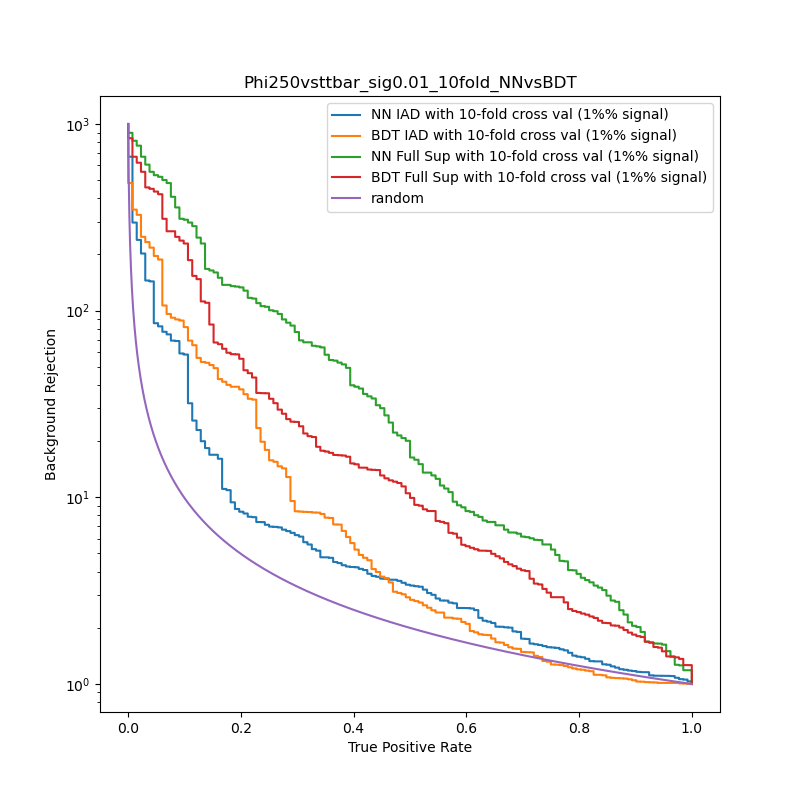 Phi250vsttbar_sig0.01_10fold_NNvsBDT
NN IAD with 10-fold cross val (1%% signal)
BDT IAD with 10-fold cross val (1%% signal)
NN Full Sup with 10-fold cross val (1%% signal)
BDT Full Sup with 10-fold cross val (1%% signal)
random
10³
10²
10¹
10⁰
Background Rejection
0.0 0.2 0.4 0.6 0.8 1.0
True Positive Rate